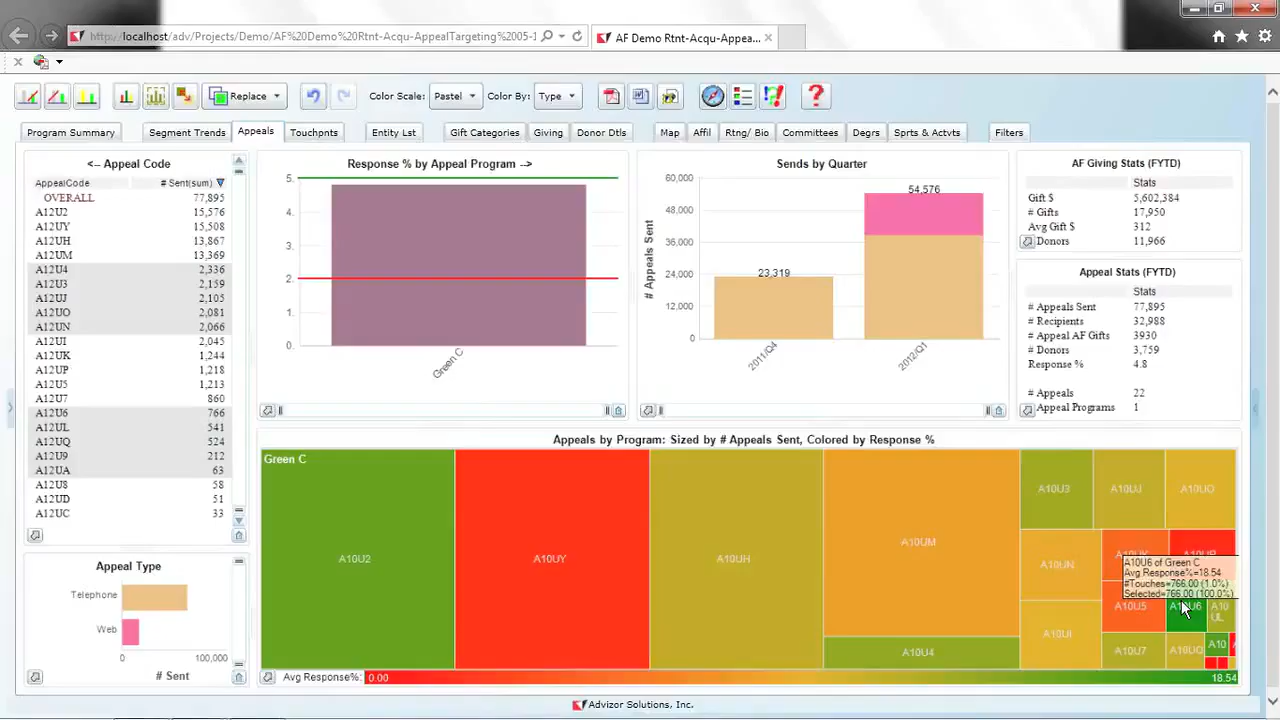 http://localhost/adv/Projects/Demo/AF%20Demo%20Rtnt-Acqu-AppealTargeting%2005-1
AF Demo Rtnt-Acqu-Appea...
Replace
Color Scale: Pastel
Color By: Type
Program Summary
Segment Trends
Appeals
Touchpnts
Entity Lst
Gift Categories
Giving
Donor Dtls
Map
Affil
Rtng/ Bio
Committees
Degrs
Sprts & Actvts
Filters
<-- Appeal Code
AppealCode # Sent(sum)
OVERALL 77,895
A12U2 15,576
A12UY 15,508
A12UH 13,867
A12UM 13,369
A12U4 2,336
A12U3 2,159
A12UJ 2,105
A12UO 2,081
A12UN 2,066
A12UI 2,045
A12UK 1,244
A12UP 1,218
A12U5 1,213
A12U7 860
A12U6 766
A12UL 541
A12UQ 524
A12U9 212
A12UA 63
A12U8 58
A12UD 51
A12UC 33
Response % by Appeal Program -->
5.
4.
3.
2.
1.
0.
Green C
Sends by Quarter
# Appeals Sent
60,000
48,000
36,000
24,000
12,000
0
23,319
54,576
2011/Q4
2012/Q1
AF Giving Stats (FYTD)
Stats
Gift $ 5,602,384
# Gifts 17,950
Avg Gift $ 312
Donors 11,966
Appeal Stats (FYTD)
Stats
# Appeals Sent 77,895
# Recipients 32,988
# Appeal AF Gifts 3930
# Donors 3,759
Response % 4.8
# Appeals 22
Appeal Programs 1
Appeal Type
Telephone
Web
0 100,000
# Sent
Appeals by Program: Sized by # Appeals Sent, Colored by Response %
Green C
A10U2
A10UY
A10UH
A10UM
A10U4
A10U3
A10UJ
A10UO
A10UN
A10UI
A10U5
A10U7
A10UQ
A10
UL
A10
A10U6 of Green C
Avg Response%=18.54
#Touches=766.00 (1.0%)
Selected=766.00 (100.0%)
Avg Response%: 0.00 18.54
Advizor Solutions, Inc.